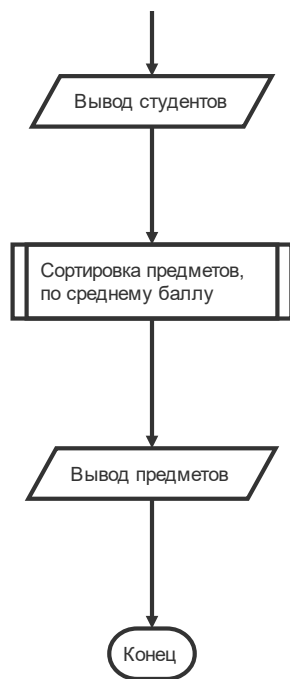 Вывод студентов
Сортировка предметов,
по среднему баллу
Вывод предметов
Конец